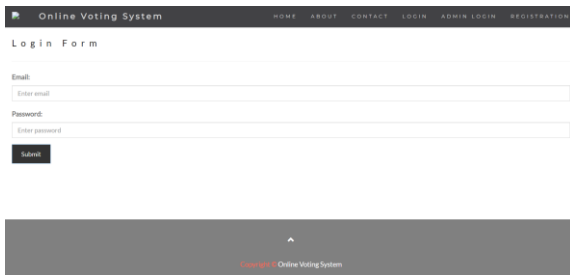 Online Voting System HOME ABOUT CONTACT LOGIN ADMIN LOGIN REGISTRATION
Login Form
Email:
Enter email
Password:
Enter password
Submit
Copyright © Online Voting System